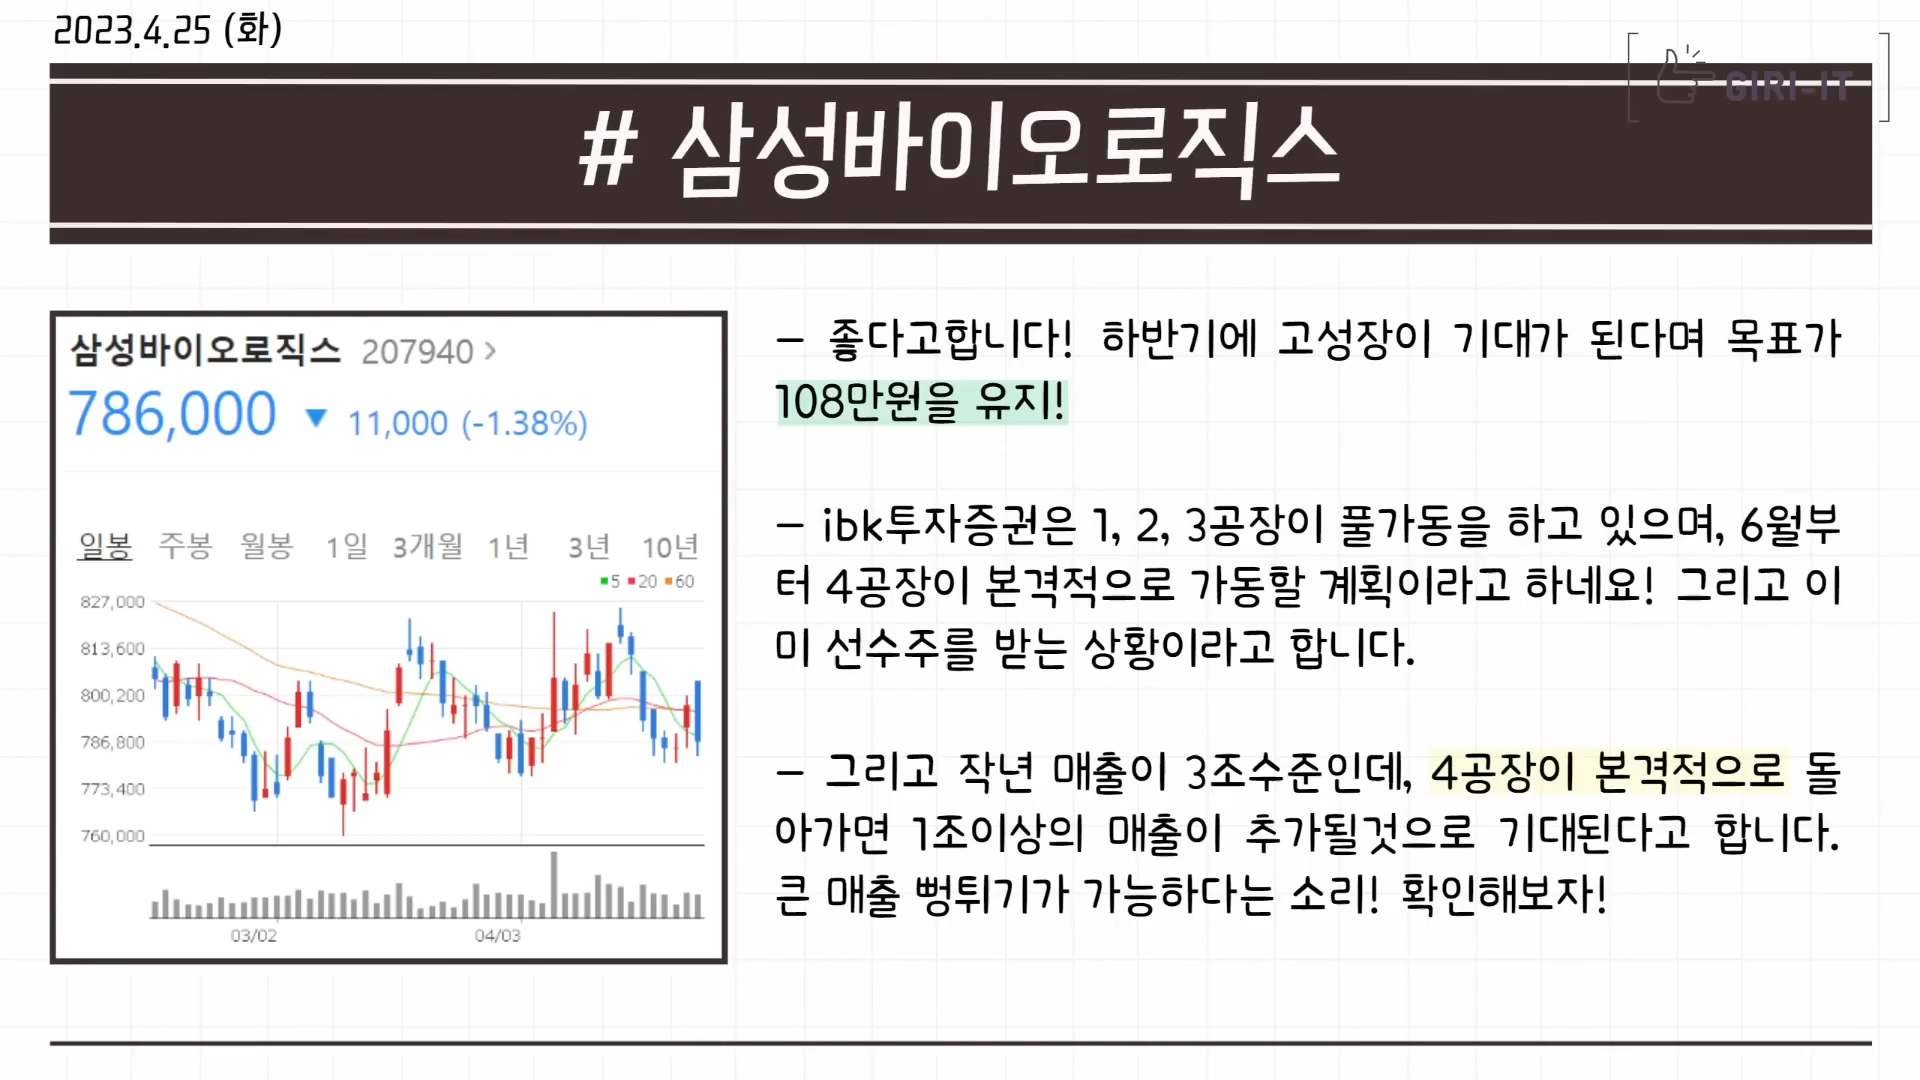 2023.4.25 (화)
GIRI-IT
# 삼성바이오로직스
삼성바이오로직스 207940 >
786,000 ▼ 11,000 (-1.38%)
일봉 주봉 월봉 1일 3개월 1년 3년 10년
■5 ■20 ■60
827,000
813,600
800,200
786,800
773,400
760,000
03/02 04/03
– 좋다고합니다! 하반기에 고성장이 기대가 된다며 목표가
108만원을 유지!
– ibk투자증권은 1, 2, 3공장이 풀가동을 하고 있으며, 6월부
터 4공장이 본격적으로 가동할 계획이라고 하네요! 그리고 이
미 선수주를 받는 상황이라고 합니다.
– 그리고 작년 매출이 3조수준인데, 4공장이 본격적으로 돌
아가면 1조이상의 매출이 추가될것으로 기대된다고 합니다.
큰 매출 뻥튀기가 가능하다는 소리! 확인해보자!